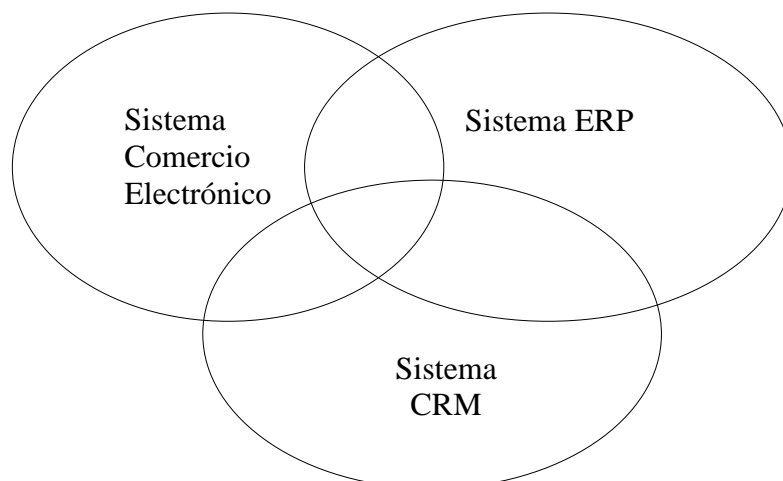 Sistema
Comercio
Electrónico
Sistema ERP
Sistema
CRM